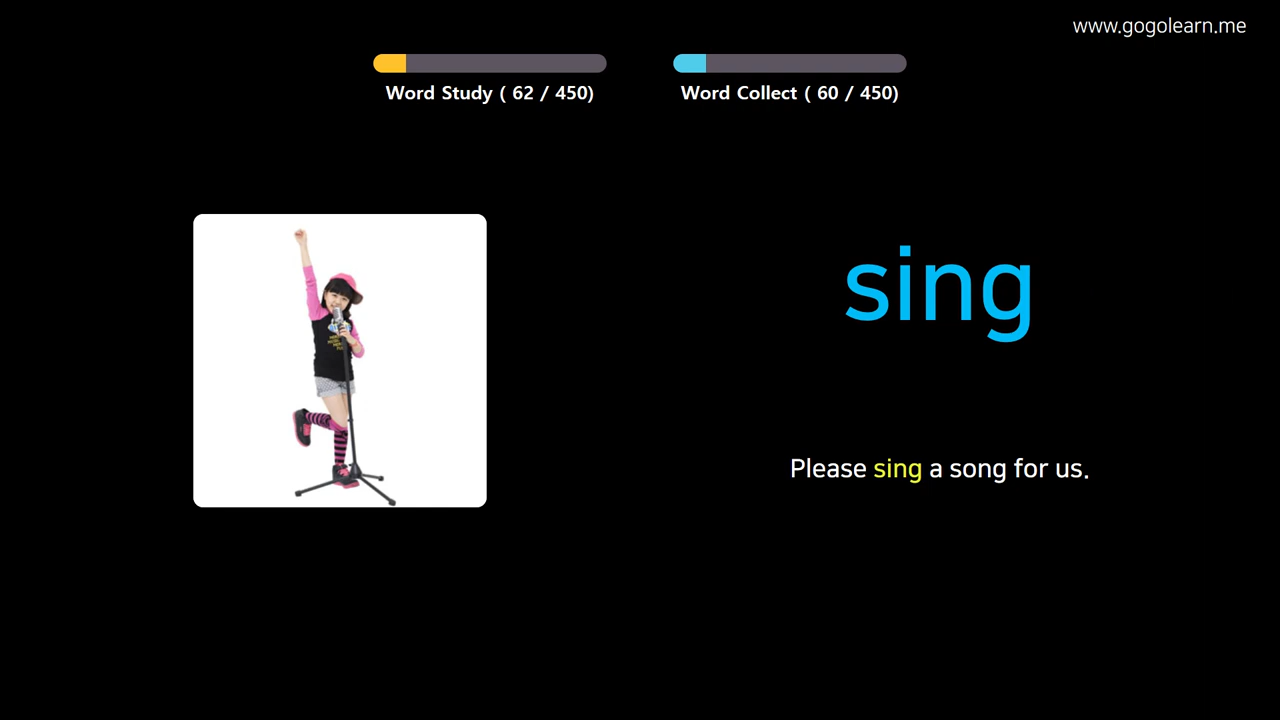 www.gogolearn.me
Word Study ( 62 / 450)
Word Collect ( 60 / 450)
sing
Please sing a song for us.